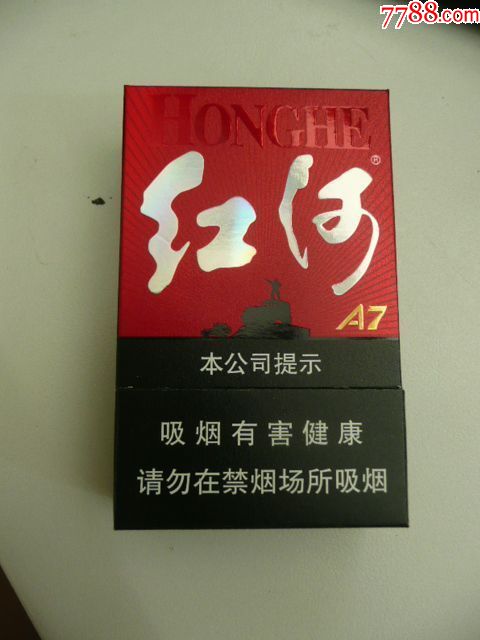 7788.com
HONGHE
红河®
A7
本公司提示
吸烟有害健康
请勿在禁烟场所吸烟